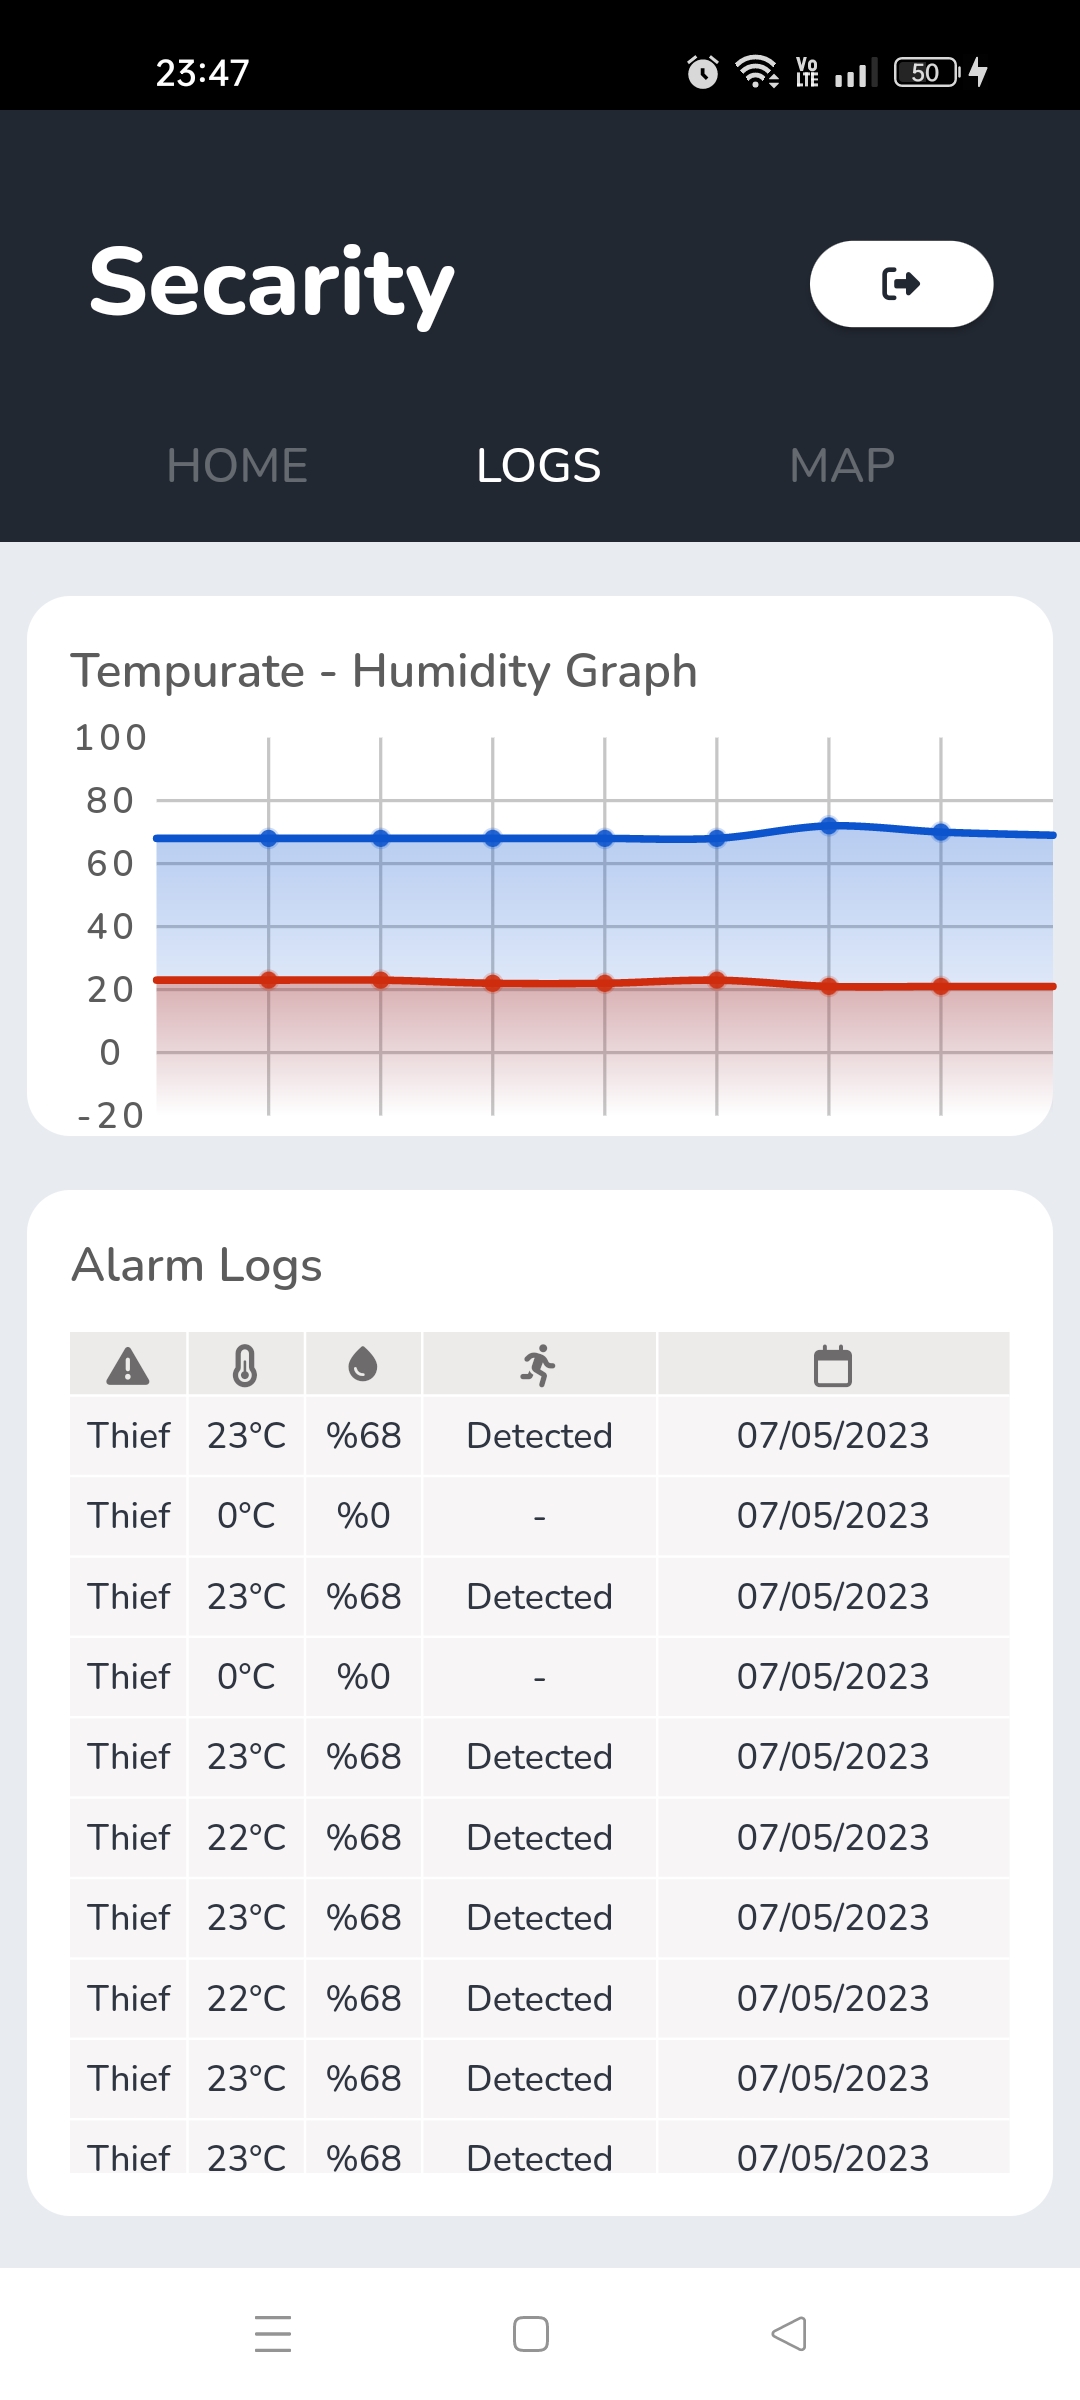 23:47 Vo LTE 50
Secarity
HOME LOGS MAP
Tempurate - Humidity Graph
100
80
60
40
20
0
-20
Alarm Logs
Thief 23°C %68 Detected 07/05/2023
Thief 0°C %0 - 07/05/2023
Thief 23°C %68 Detected 07/05/2023
Thief 0°C %0 - 07/05/2023
Thief 23°C %68 Detected 07/05/2023
Thief 22°C %68 Detected 07/05/2023
Thief 23°C %68 Detected 07/05/2023
Thief 22°C %68 Detected 07/05/2023
Thief 23°C %68 Detected 07/05/2023
Thief 23°C %68 Detected 07/05/2023